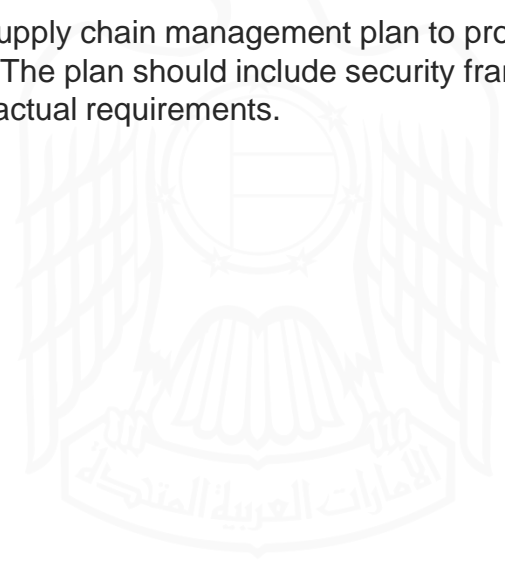 upply chain management plan to pro
The plan should include security fra
actual requirements.
الإمارات العربية المتحدة